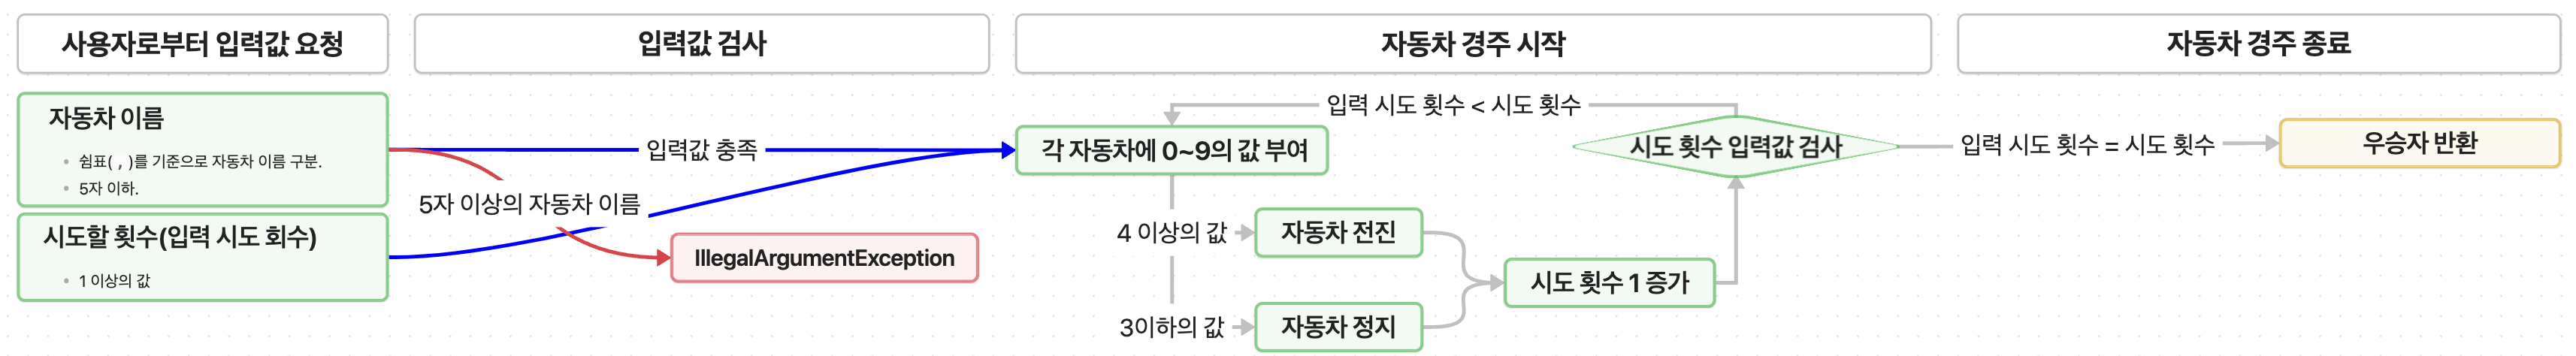 사용자로부터 입력값 요청
입력값 검사
자동차 경주 시작
자동차 경주 종료
자동차 이름
쉼표( , )를 기준으로 자동차 이름 구분.
5자 이하.
시도할 횟수(입력 시도 회수)
1 이상의 값
입력값 충족
5자 이상의 자동차 이름
IllegalArgumentException
입력 시도 횟수 < 시도 횟수
각 자동차에 0~9의 값 부여
시도 횟수 입력값 검사
4 이상의 값
자동차 전진
시도 횟수 1 증가
3이하의 값
자동차 정지
입력 시도 횟수 = 시도 횟수
우승자 반환